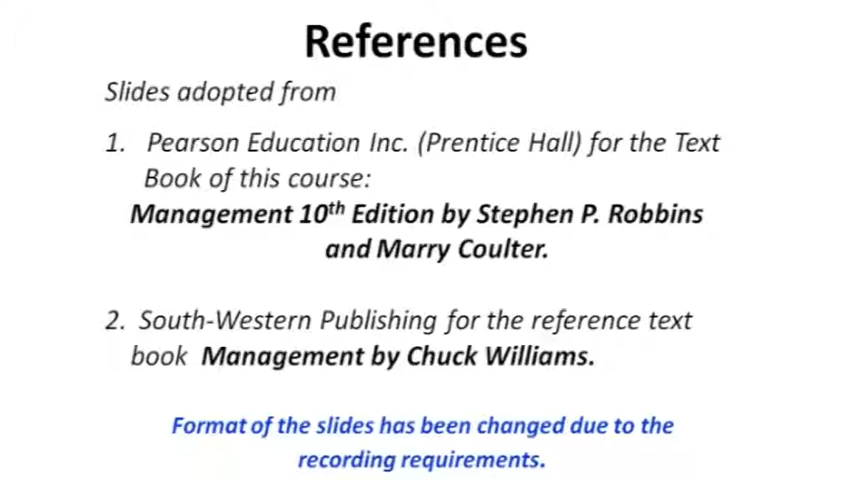 References
Slides adopted from
1. Pearson Education Inc. (Prentice Hall) for the Text
Book of this course:
Management 10th Edition by Stephen P. Robbins
and Marry Coulter.
2. South-Western Publishing for the reference text
book Management by Chuck Williams.
Format of the slides has been changed due to the
recording requirements.